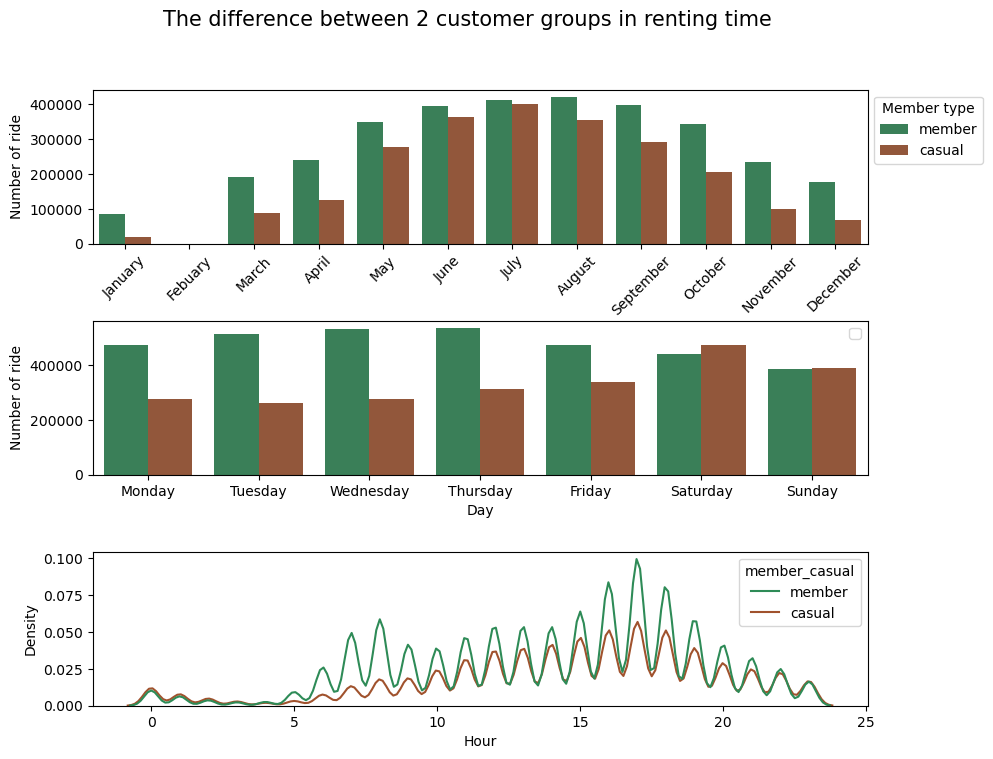 The difference between 2 customer groups in renting time
Number of ride
400000
300000
200000
100000
0
January
Febuary
March
April
May
June
July
August
September
October
November
December
Member type
member
casual
Number of ride
400000
200000
0
Monday Tuesday Wednesday Thursday Friday Saturday Sunday
Day
Density
0.100
0.075
0.050
0.025
0.000
0 5 10 15 20 25
Hour
member_casual
member
casual